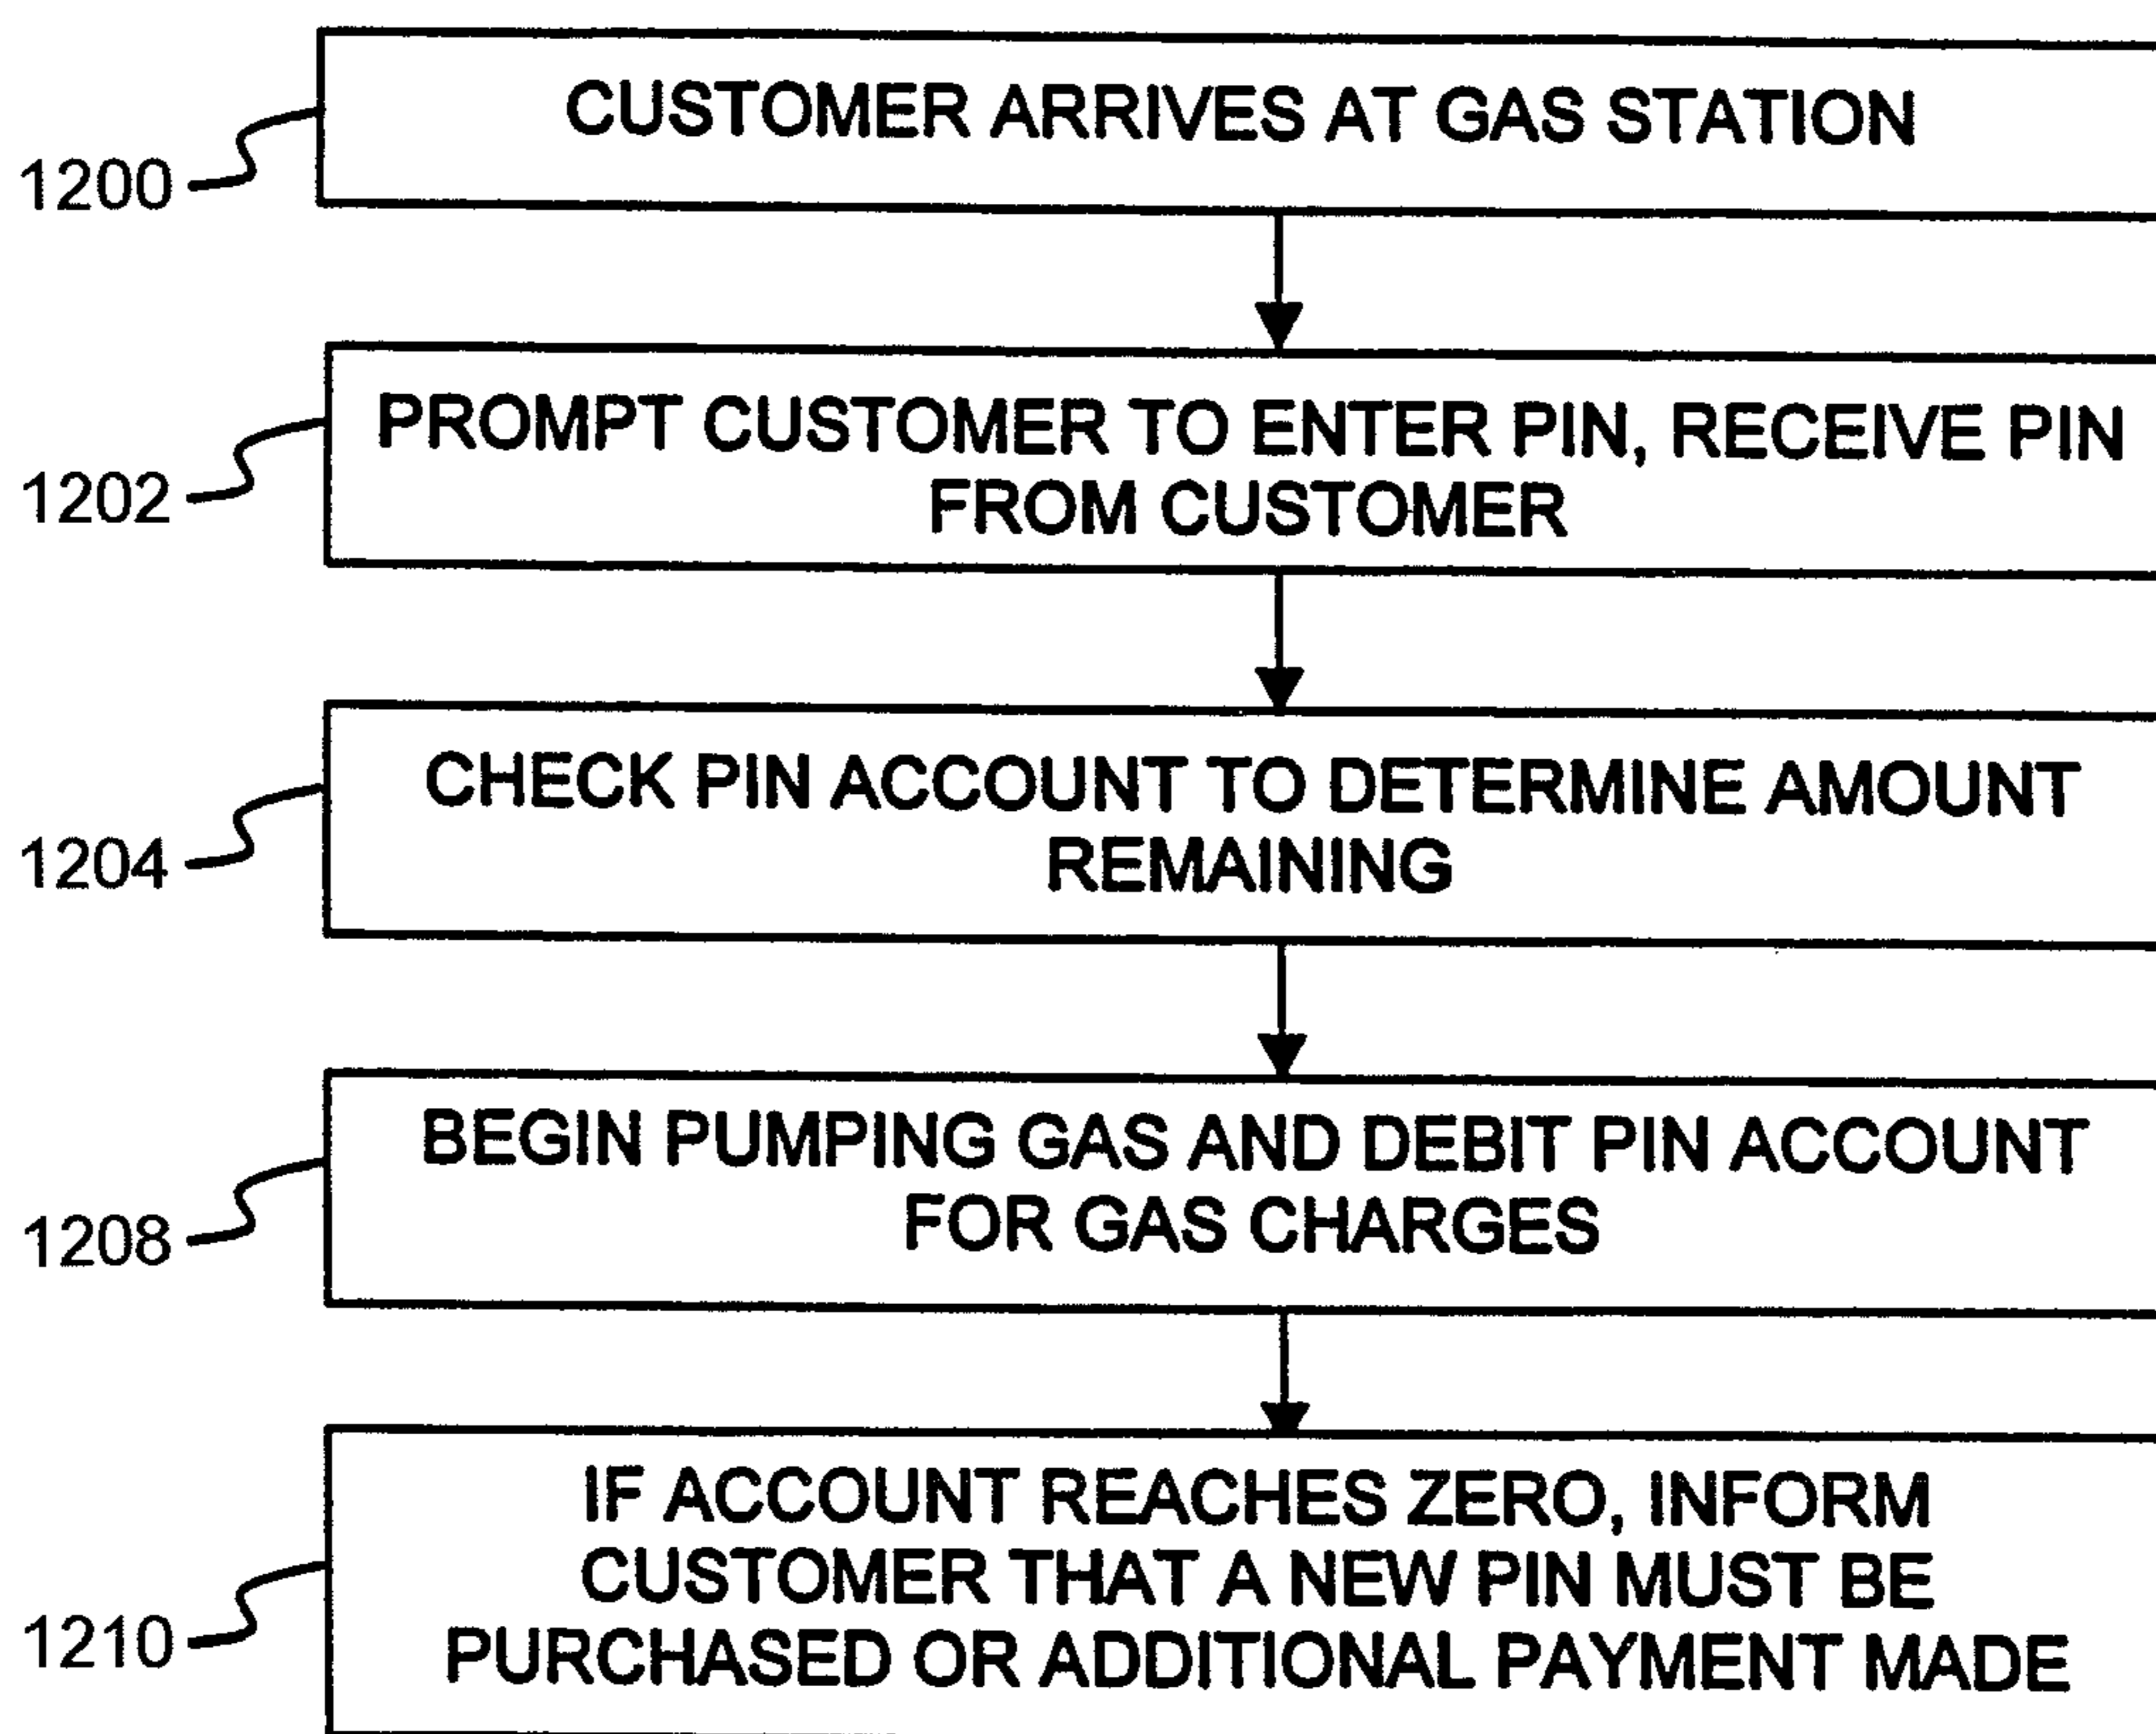 CUSTOMER ARRIVES AT GAS STATION
1200
PROMPT CUSTOMER TO ENTER PIN, RECEIVE PIN
FROM CUSTOMER
1202
CHECK PIN ACCOUNT TO DETERMINE AMOUNT
REMAINING
1204
BEGIN PUMPING GAS AND DEBIT PIN ACCOUNT
FOR GAS CHARGES
1208
IF ACCOUNT REACHES ZERO, INFORM
CUSTOMER THAT A NEW PIN MUST BE
PURCHASED OR ADDITIONAL PAYMENT MADE
1210